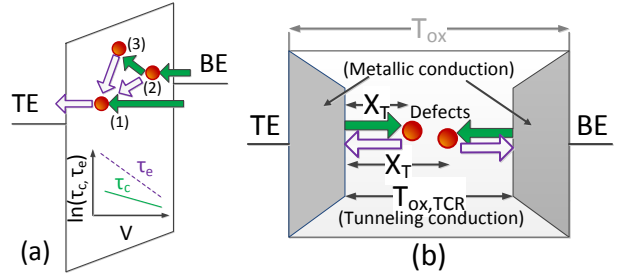 (3)
(2)
BE
TE
(1)
ln(τc, τe)
τe
τc
V
(a)
Tox
(Metallic conduction)
XT
Defects
TE
BE
XT
Tox,TCR
(Tunneling conduction)
(b)